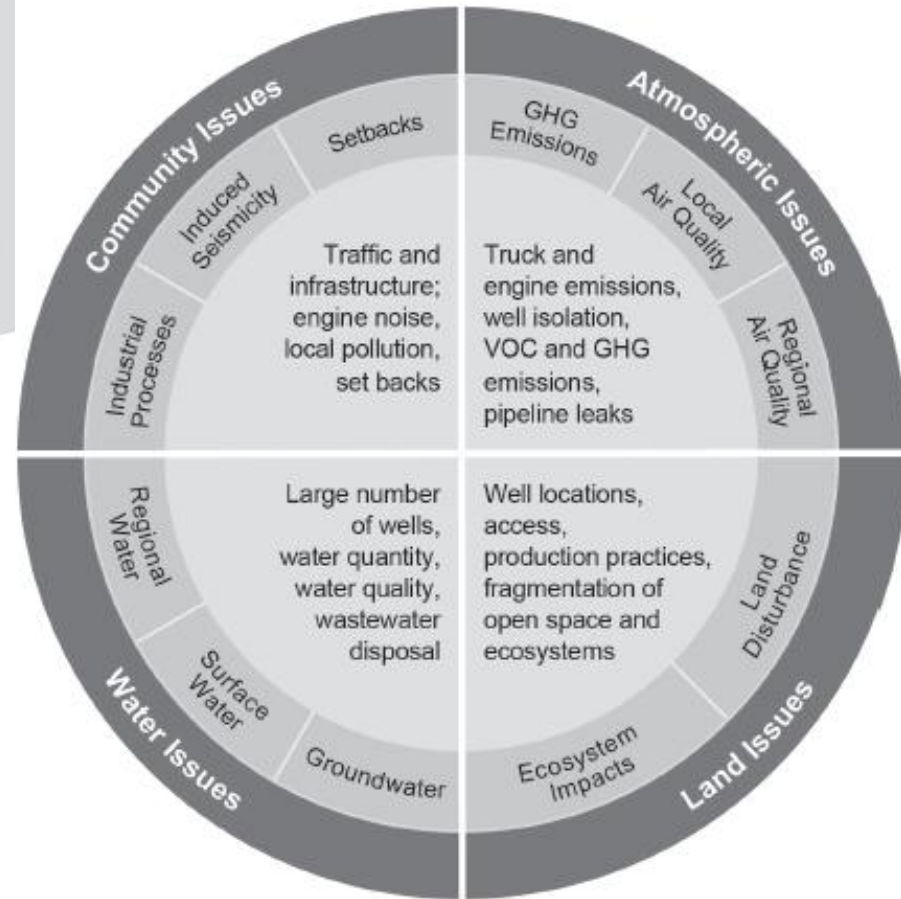 Community Issues
Industrial
Processes
Induced
Seismicity
Setbacks
Traffic and
infrastructure;
engine noise,
local pollution,
set backs
Atmospheric Issues
GHG
Emissions
Local
Air Quality
Regional
Air Quality
Truck and
engine emissions,
well isolation,
VOC and GHG
emissions,
pipeline leaks
Water Issues
Regional
Water
Surface
Water
Groundwater
Large number
of wells,
water quantity,
water quality,
wastewater
disposal
Land Issues
Land
Disturbance
Ecosystem
Impacts
Well locations,
access,
production practices,
fragmentation of
open space and
ecosystems